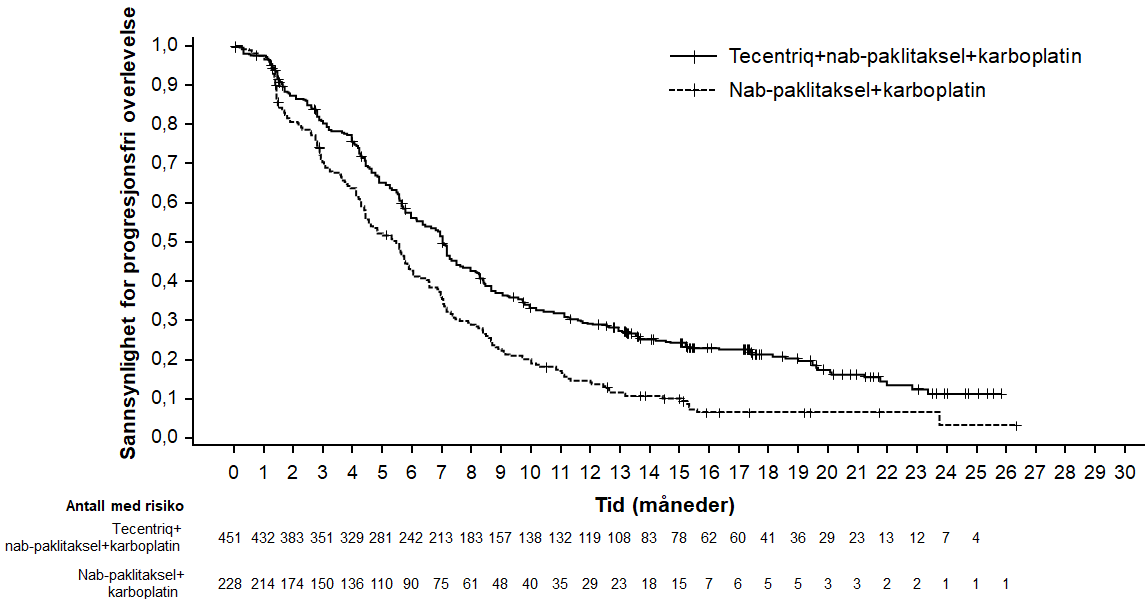 Sannsynlighet for progresjonsfri overlevelse
1,0
0,9
0,8
0,7
0,6
0,5
0,4
0,3
0,2
0,1
0,0
Tecentriq+nab-paklitaksel+karboplatin
Nab-paklitaksel+karboplatin
0 1 2 3 4 5 6 7 8 9 10 11 12 13 14 15 16 17 18 19 20 21 22 23 24 25 26 27 28 29 30
Tid (måneder)
Antall med risiko
Tecentriq+
nab-paklitaksel+karboplatin
451 432 383 351 329 281 242 213 183 157 138 132 119 108 83 78 62 60 41 36 29 23 13 12 7 4
Nab-paklitaksel+
karboplatin
228 214 174 150 136 110 90 75 61 48 40 35 29 23 18 15 7 6 5 5 3 3 2 2 1 1 1